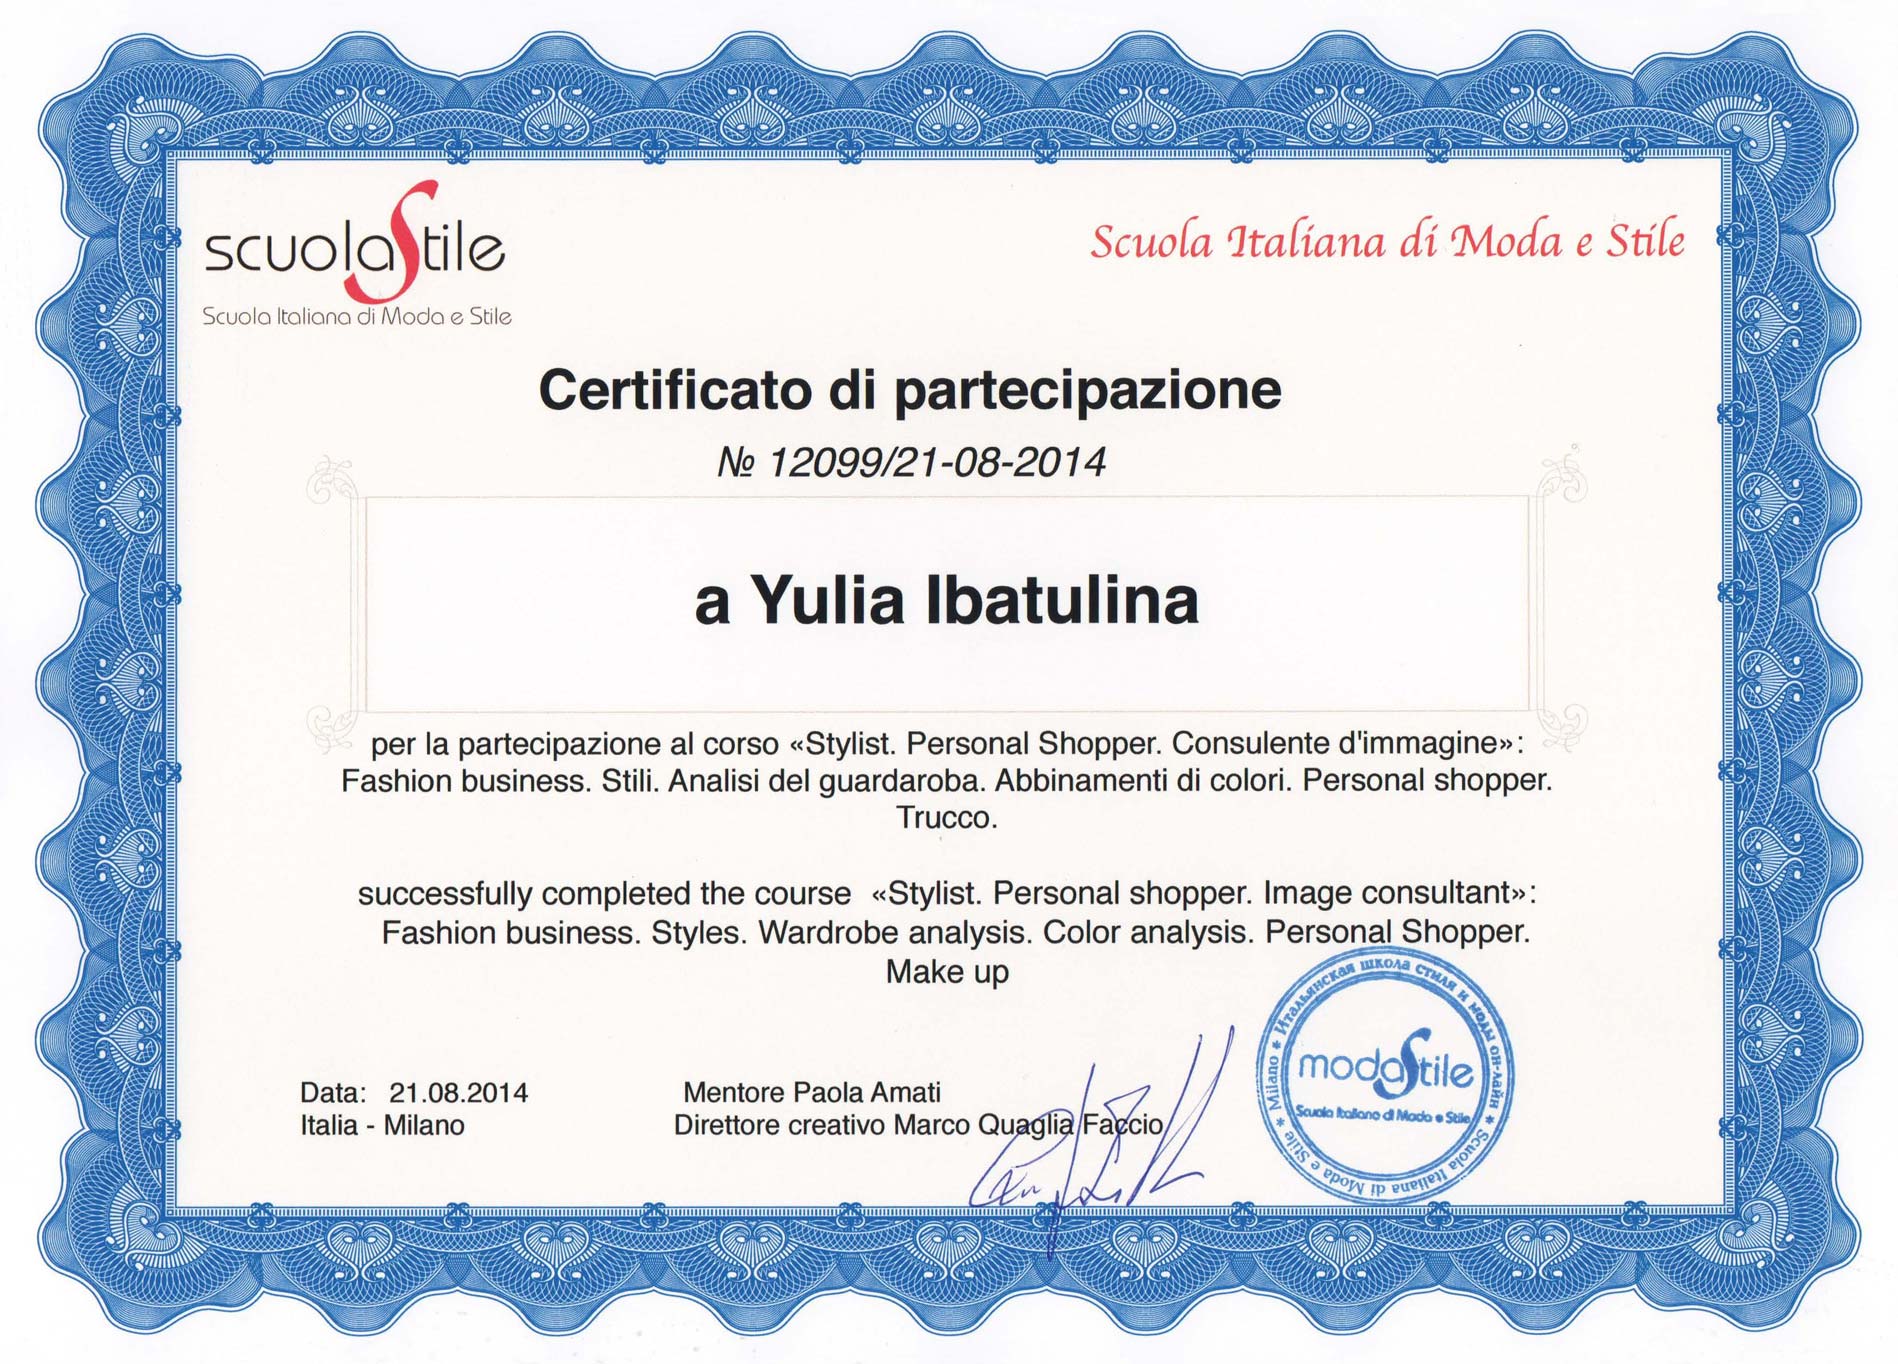 scuolaStile
Scuola Italiana di Moda e Stile
Scuola Italiana di Moda e Stile
Certificato di partecipazione
№ 12099/21-08-2014
a Yulia Ibatulina
per la partecipazione al corso «Stylist. Personal Shopper. Consulente d'immagine»:
Fashion business. Stili. Analisi del guardaroba. Abbinamenti di colori. Personal shopper.
Trucco.
successfully completed the course «Stylist. Personal shopper. Image consultant»:
Fashion business. Styles. Wardrobe analysis. Color analysis. Personal Shopper.
Make up
Data: 21.08.2014
Italia - Milano
Mentore Paola Amati
Direttore creativo Marco Quaglia Faccio
Итальянская школа стиля и моды он-лайн * Scuola Italiana di Moda e Stile * Milano *
modaStile
Scuola Italiana di Moda e Stile